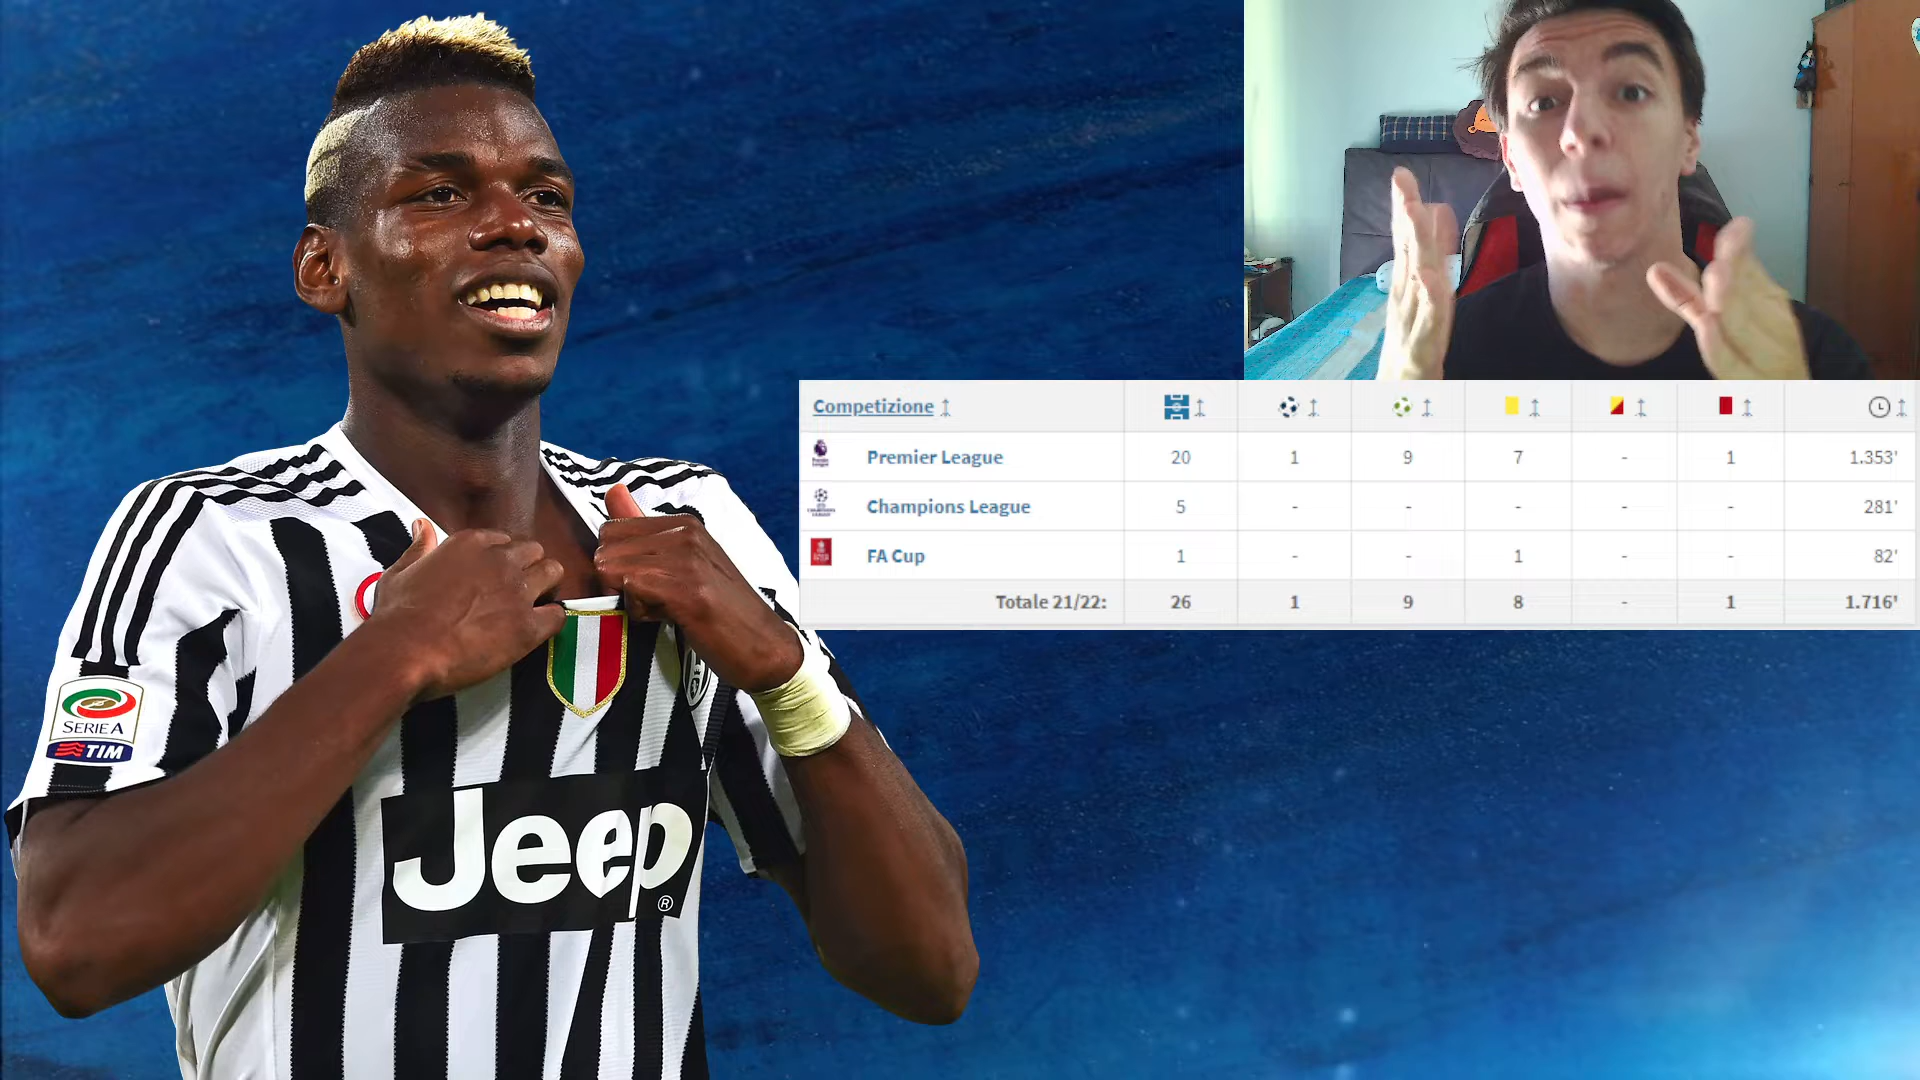 Competizione
Premier League 20 1 9 7 - 1 1.353'
Champions League 5 - - - - - 281'
FA Cup 1 - - 1 - - 82'
Totale 21/22: 26 1 9 8 - 1 1.716'
SERIE A
TIM
Jeep
®